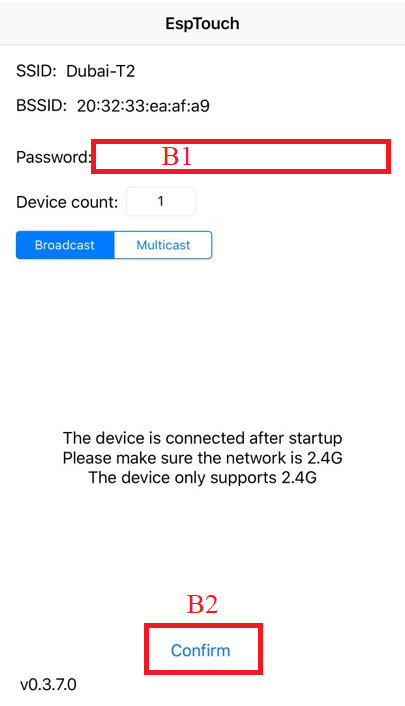 EspTouch
SSID: Dubai-T2
BSSID: 20:32:33:ea:af:a9
Password: B1
Device count: 1
Broadcast Multicast
The device is connected after startup
Please make sure the network is 2.4G
The device only supports 2.4G
B2
Confirm
v0.3.7.0